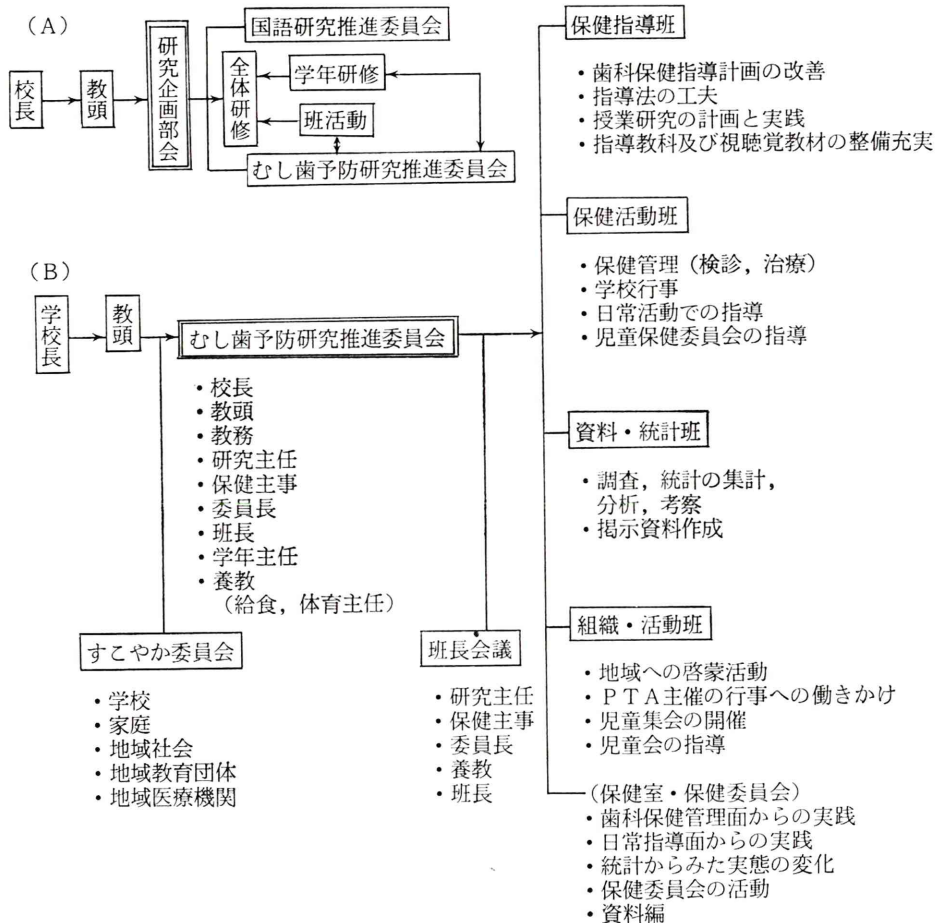 (A)
校長
教頭
研究企画部会
国語研究推進委員会
全体研修
学年研修
班活動
むし歯予防研究推進委員会
(B)
学校長
教頭
むし歯予防研究推進委員会
・校長
・教頭
・教務
・研究主任
・保健主事
・委員長
・班長
・学年主任
・養教
(給食,体育主任)
すこやか委員会
・学校
・家庭
・地域社会
・地域教育団体
・地域医療機関
班長会議
・研究主任
・保健主事
・委員長
・養教
・班長
保健指導班
・歯科保健指導計画の改善
・指導法の工夫
・授業研究の計画と実践
・指導教科及び視聴覚教材の整備充実
保健活動班
・保健管理(検診,治療)
・学校行事
・日常活動での指導
・児童保健委員会の指導
資料・統計班
・調査,統計の集計,
分析,考察
・掲示資料作成
組織・活動班
・地域への啓蒙活動
・PTA主催の行事への働きかけ
・児童集会の開催
・児童会の指導
(保健室・保健委員会)
・歯科保健管理面からの実践
・日常指導面からの実践
・統計からみた実態の変化
・保健委員会の活動
・資料編